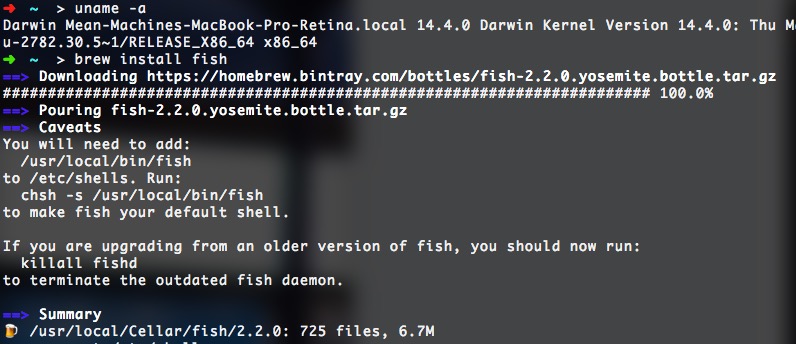 ➜ ~ > uname -a
Darwin Mean-Machines-MacBook-Pro-Retina.local 14.4.0 Darwin Kernel Version 14.4.0: Thu
u-2782.30.5~1/RELEASE_X86_64 x86_64
➜ ~ > brew install fish
==> Downloading https://homebrew.bintray.com/bottles/fish-2.2.0.yosemite.bottle.tar.gz
######################################################################## 100.0%
==> Pouring fish-2.2.0.yosemite.bottle.tar.gz
==> Caveats
You will need to add:
  /usr/local/bin/fish
to /etc/shells. Run:
  chsh -s /usr/local/bin/fish
to make fish your default shell.
If you are upgrading from an older version of fish, you should now run:
  killall fishd
to terminate the outdated fish daemon.
==> Summary
🍺 /usr/local/Cellar/fish/2.2.0: 725 files, 6.7M